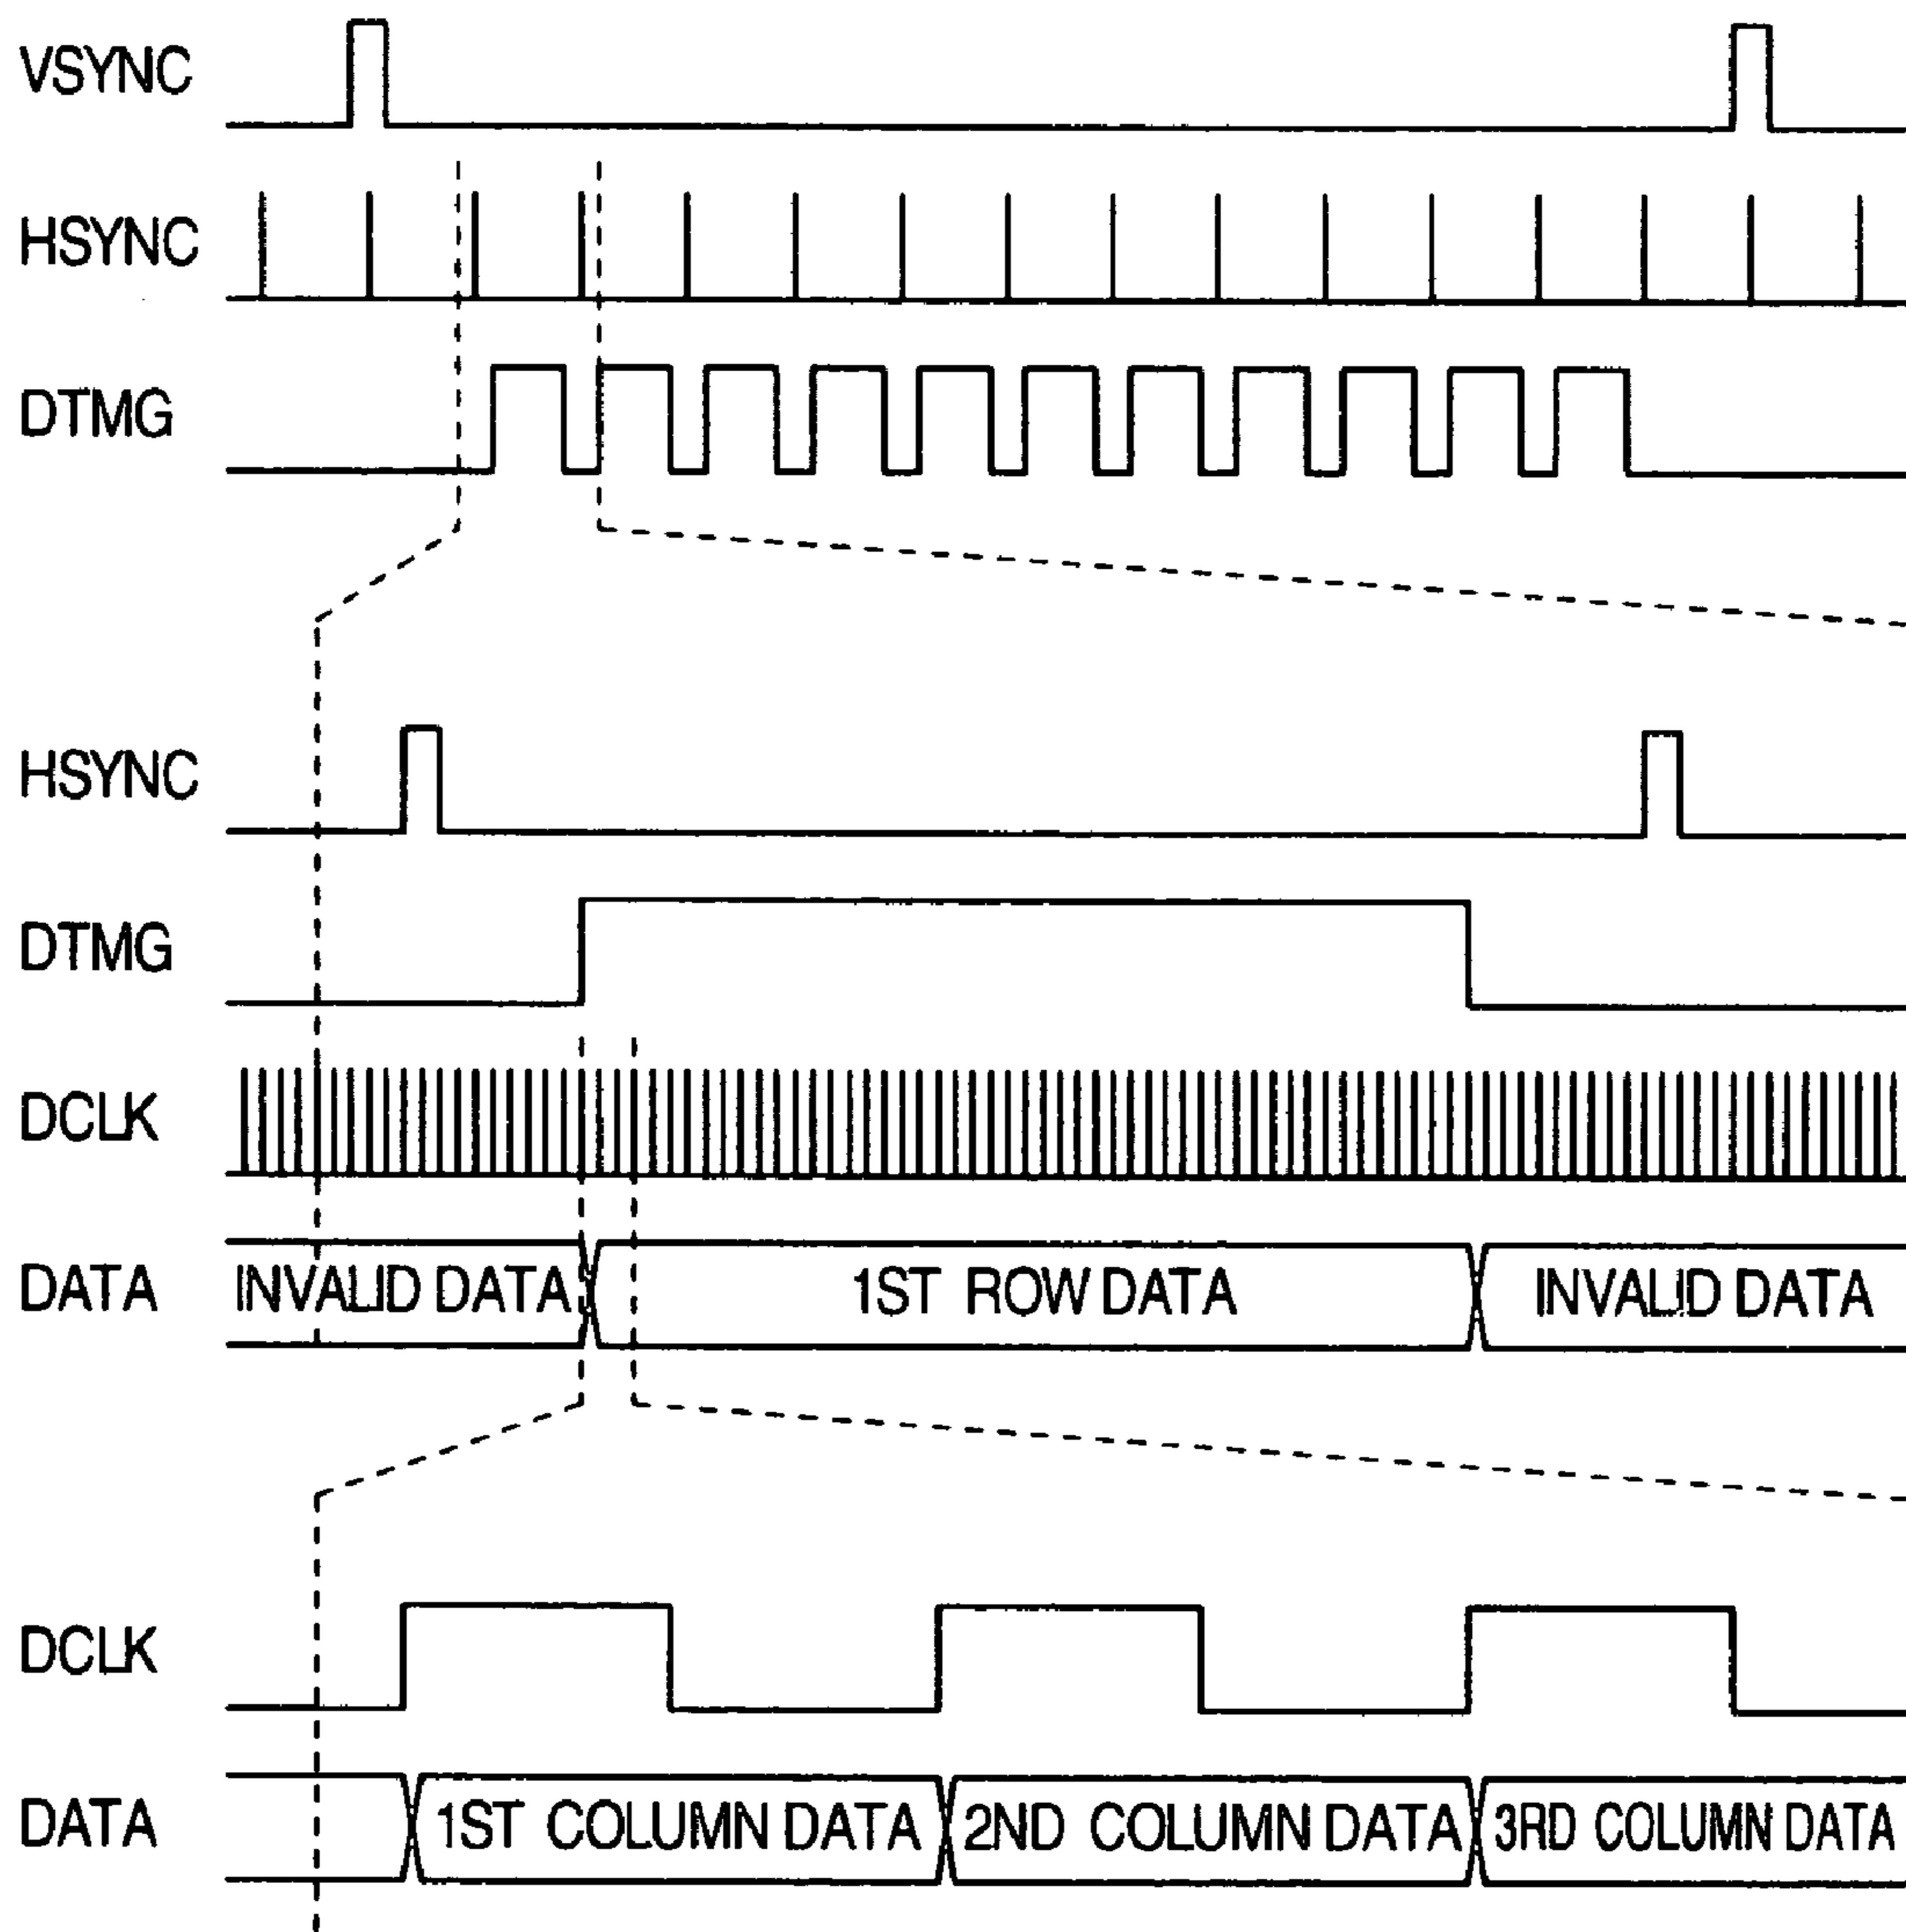 VSYNC
HSYNC
DTMG
HSYNC
DTMG
DCLK
DATA INVALID DATA 1ST ROW DATA INVALID DATA
DCLK
DATA 1ST COLUMN DATA 2ND COLUMN DATA 3RD COLUMN DATA